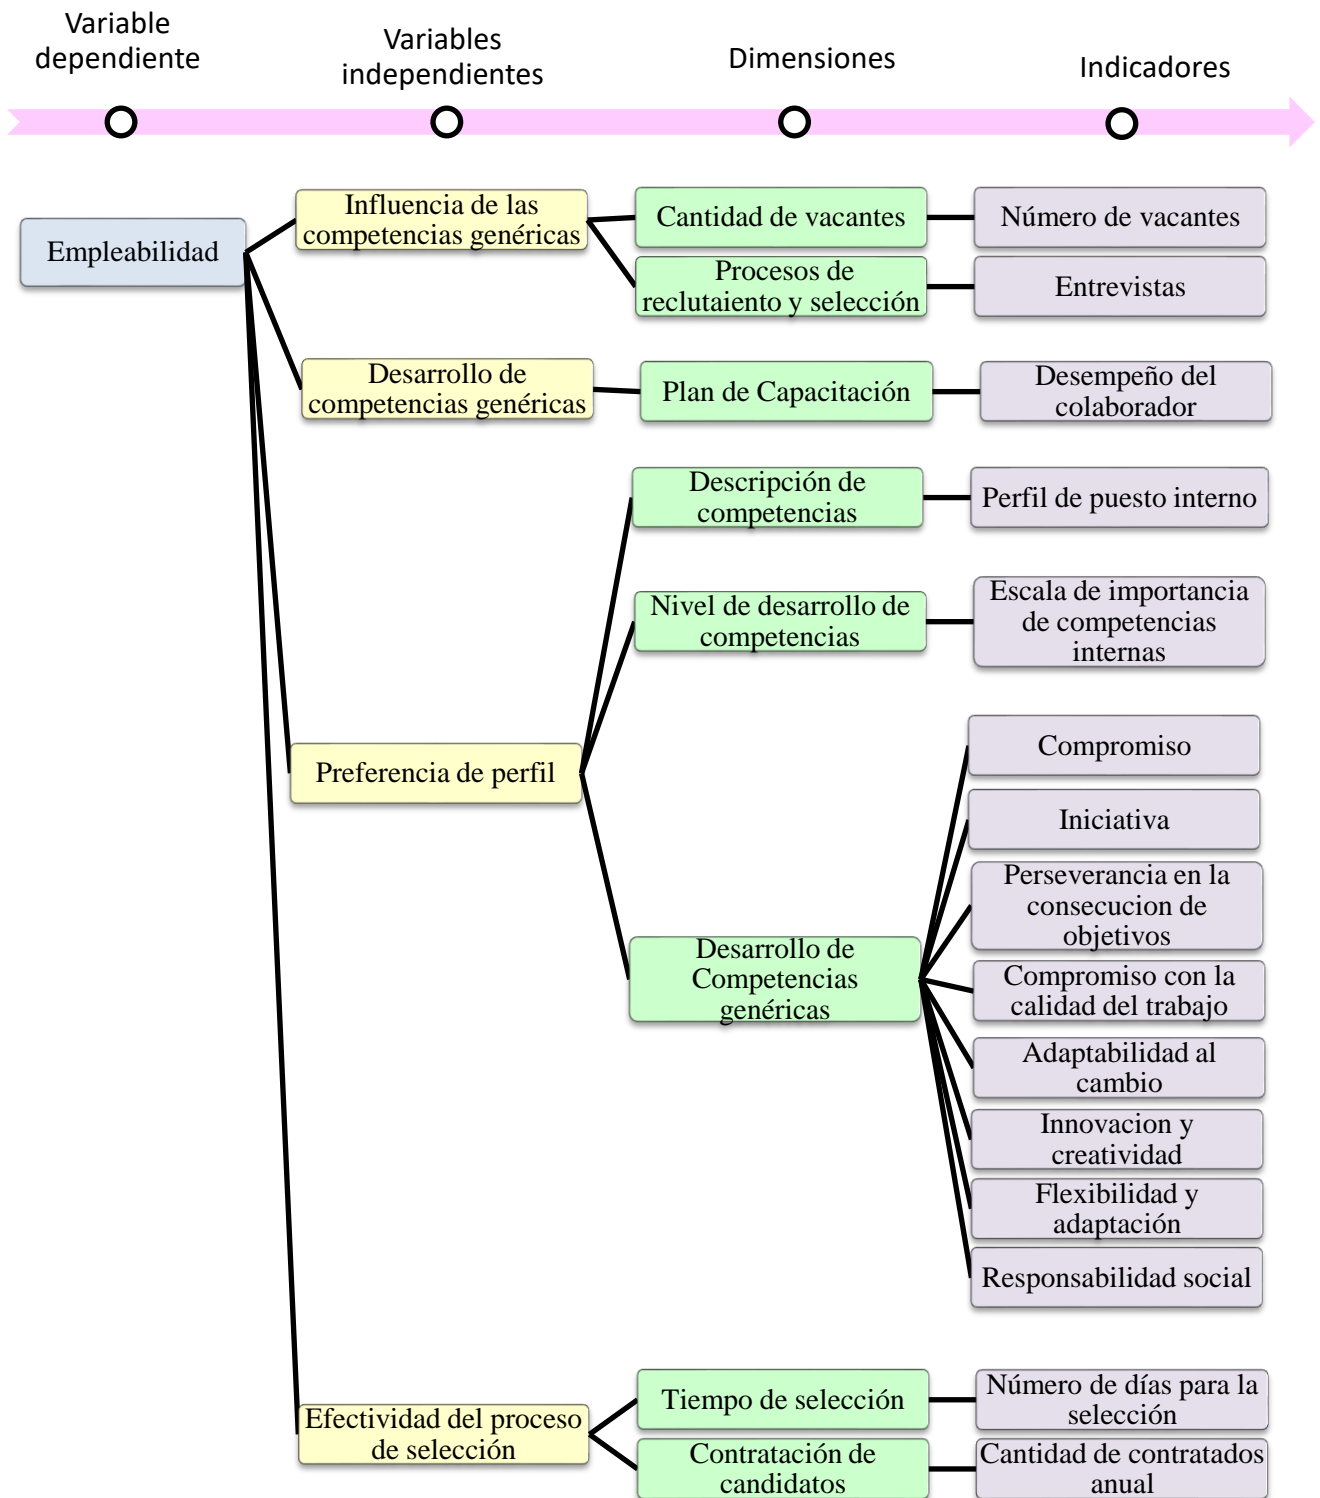 Variable
dependiente
Variables
independientes
Dimensiones
Indicadores
Empleabilidad
Influencia de las
competencias genéricas
Cantidad de vacantes
Número de vacantes
Procesos de
reclutaiento y selección
Entrevistas
Desarrollo de
competencias genéricas
Plan de Capacitación
Desempeño del
colaborador
Preferencia de perfil
Descripción de
competencias
Perfil de puesto interno
Nivel de desarrollo de
competencias
Escala de importancia
de competencias
internas
Desarrollo de
Competencias
genéricas
Compromiso
Iniciativa
Perseverancia en la
consecucion de
objetivos
Compromiso con la
calidad del trabajo
Adaptabilidad al
cambio
Innovacion y
creatividad
Flexibilidad y
adaptación
Responsabilidad social
Efectividad del proceso
de selección
Tiempo de selección
Número de días para la
selección
Contratación de
candidatos
Cantidad de contratados
anual